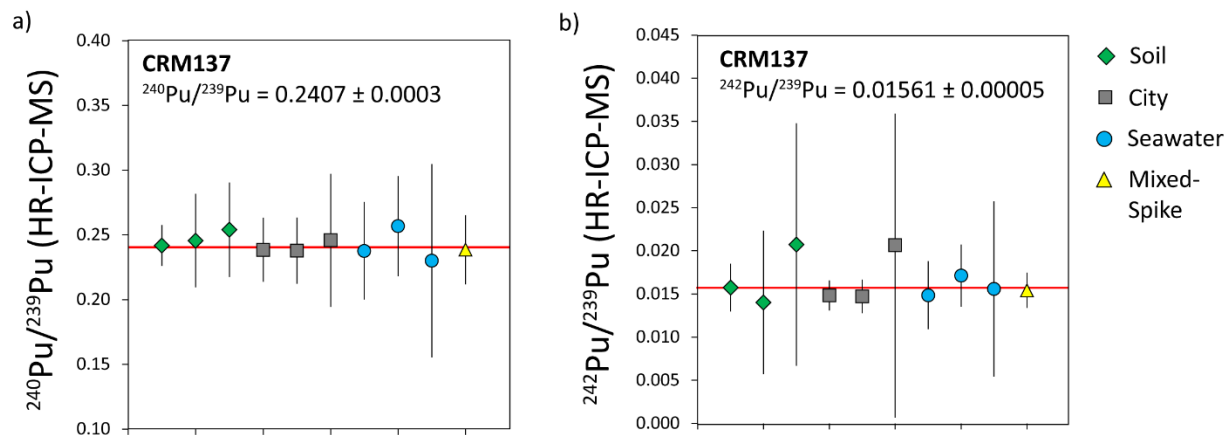 a)
²⁴⁰Pu/²³⁹Pu (HR-ICP-MS)
0.40
0.35
0.30
0.25
0.20
0.15
0.10
CRM137
²⁴⁰Pu/²³⁹Pu = 0.2407 ± 0.0003
b)
²⁴²Pu/²³⁹Pu (HR-ICP-MS)
0.045
0.040
0.035
0.030
0.025
0.020
0.015
0.010
0.005
0.000
CRM137
²⁴²Pu/²³⁹Pu = 0.01561 ± 0.00005
Soil
City
Seawater
Mixed-
Spike